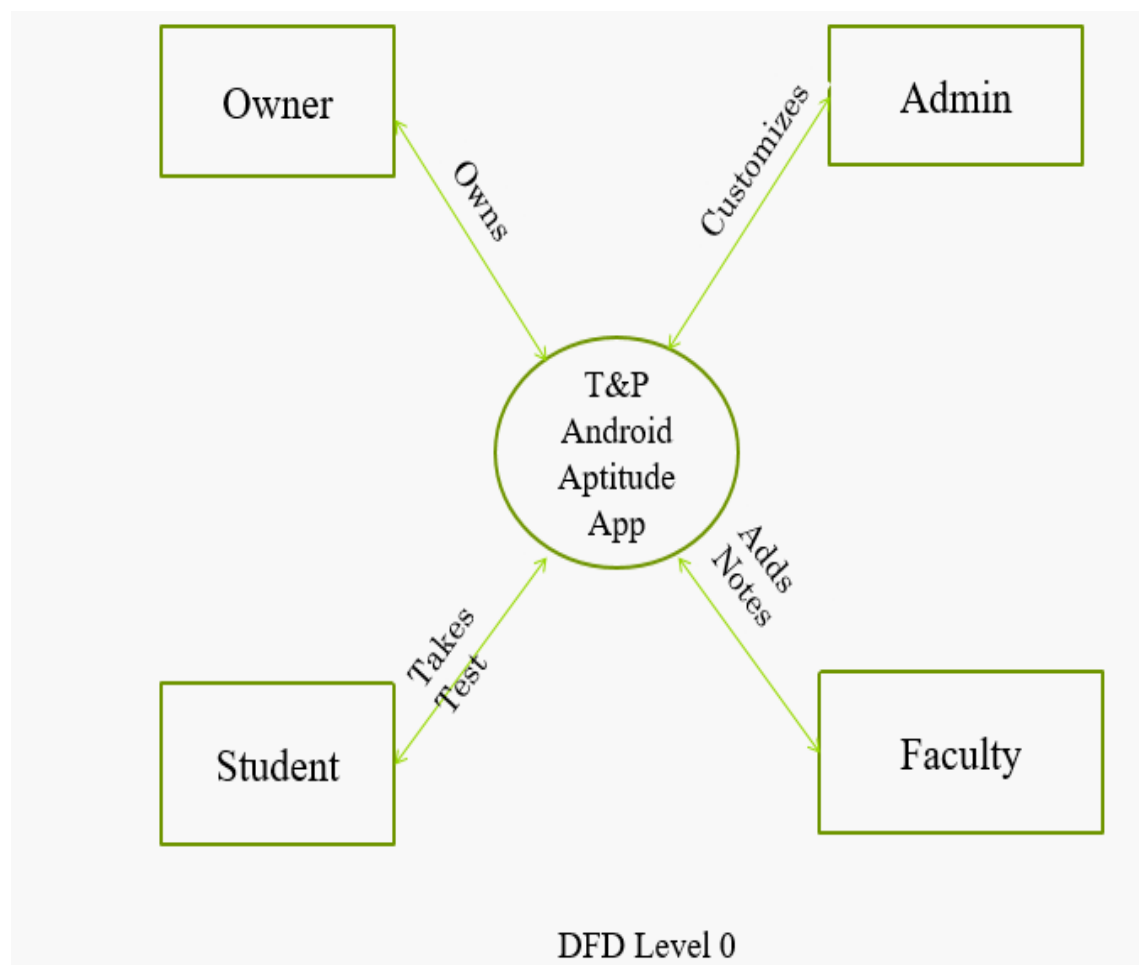 Owner
Admin
Owns
Customizes
T&P
Android
Aptitude
App
Takes
Test
Adds
Notes
Student
Faculty
DFD Level 0